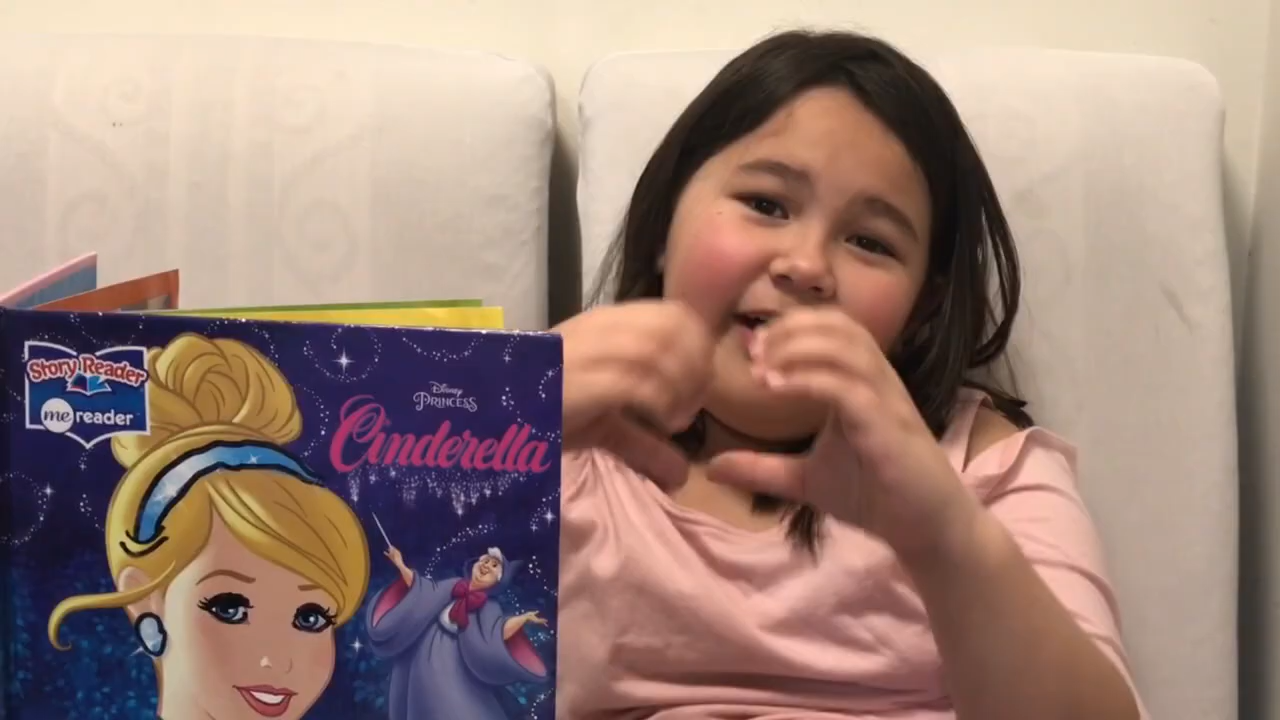 Story Reader
me reader
Disney
PRINCESS
Cinderella